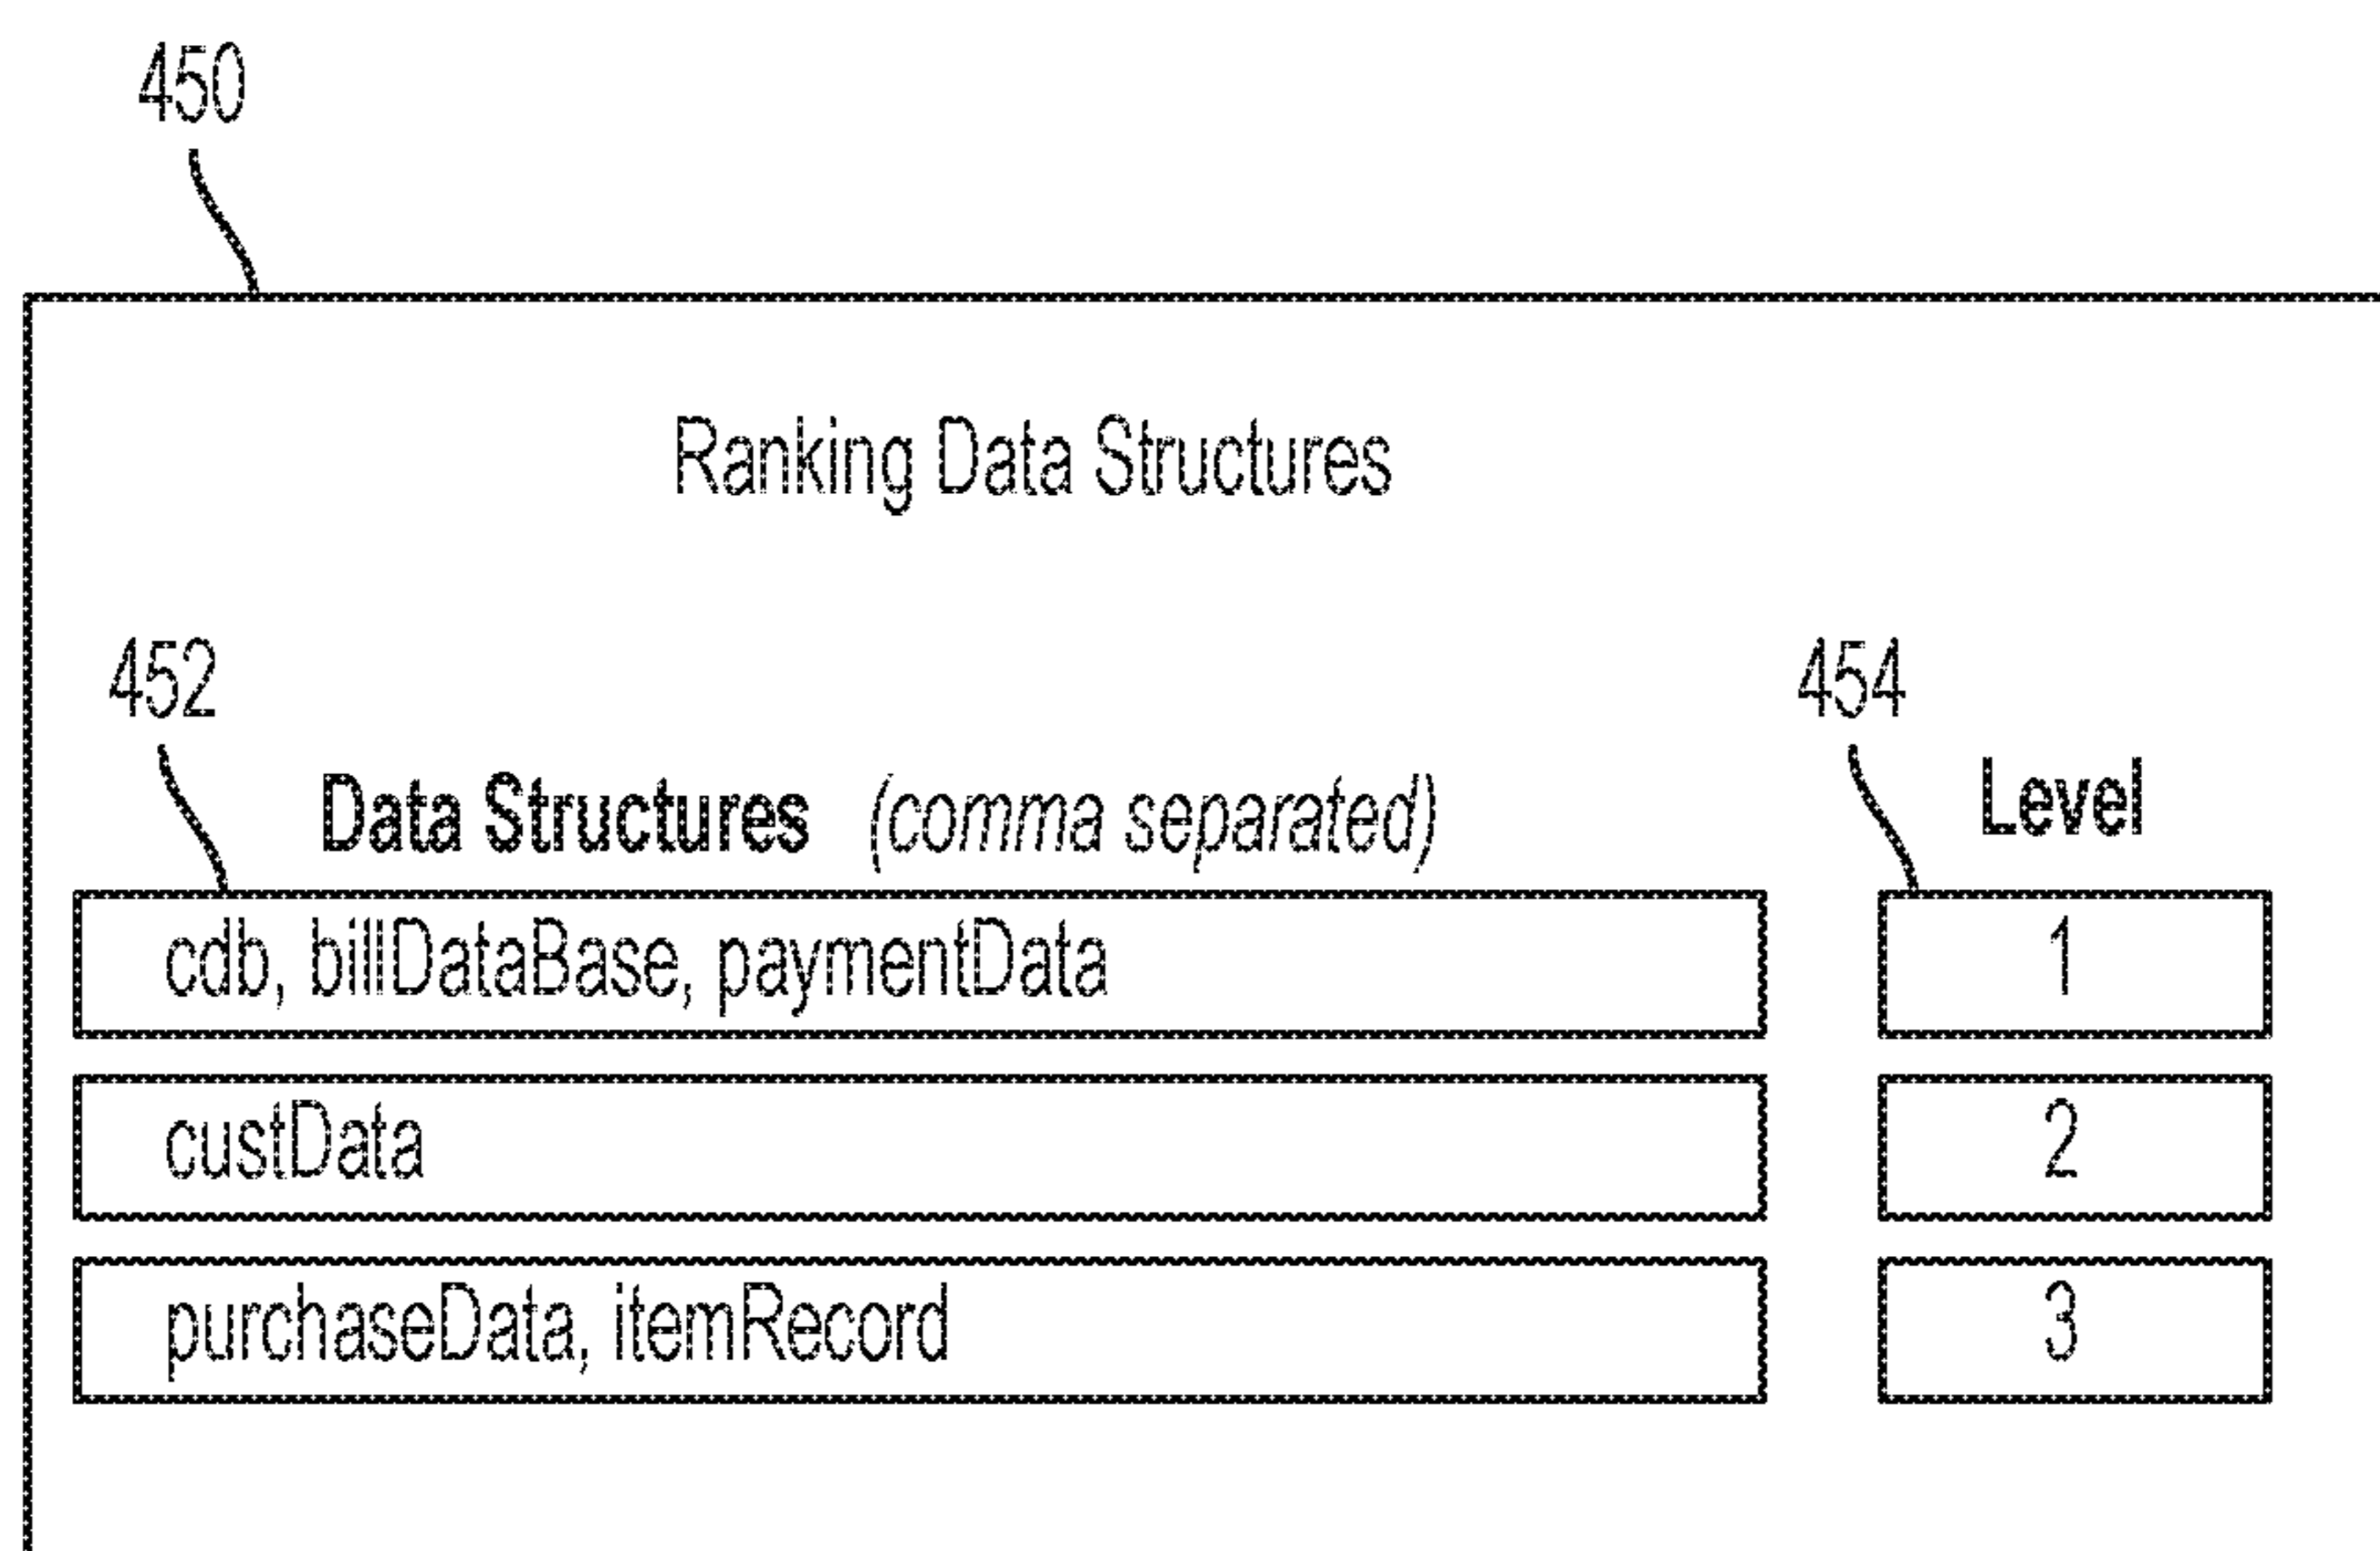 450
Ranking Data Structures
452
454
Data Structures (comma separated)
Level
cdb, billDataBase, paymentData
1
custData
2
purchaseData, itemRecord
3